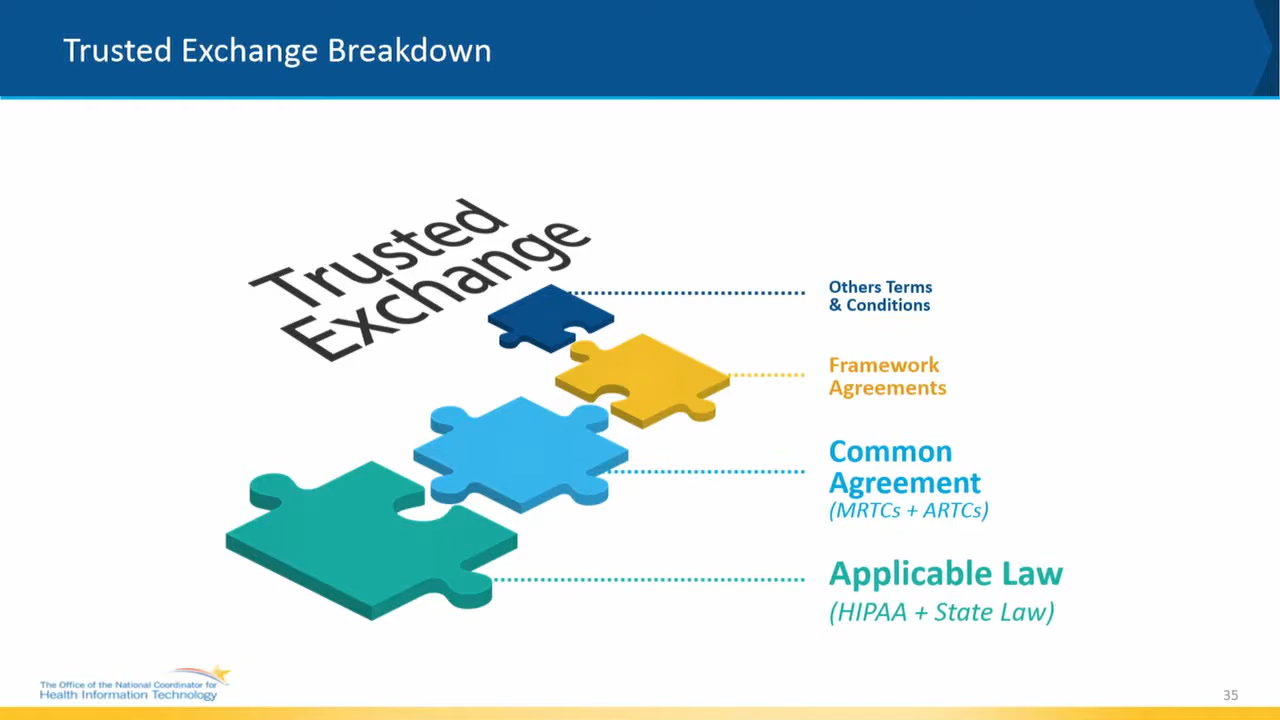 Trusted Exchange Breakdown
Trusted
Exchange
Others Terms
& Conditions
Framework
Agreements
Common
Agreement
(MRTCs + ARTCs)
Applicable Law
(HIPAA + State Law)
The Office of the National Coordinator for
Health Information Technology
35